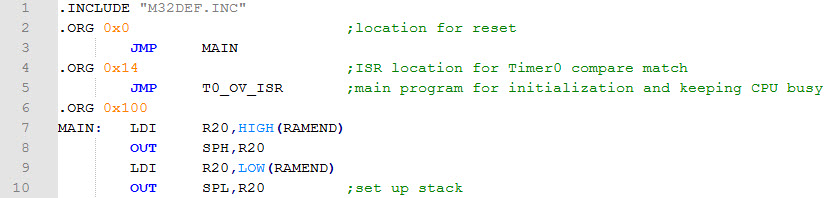 1 .INCLUDE "M32DEF.INC"
2 .ORG 0x0 ;location for reset
3 JMP MAIN
4 .ORG 0x14 ;ISR location for Timer0 compare match
5 JMP T0_OV_ISR ;main program for initialization and keeping CPU busy
6 .ORG 0x100
7 MAIN: LDI R20,HIGH(RAMEND)
8 OUT SPH,R20
9 LDI R20,LOW(RAMEND)
10 OUT SPL,R20 ;set up stack